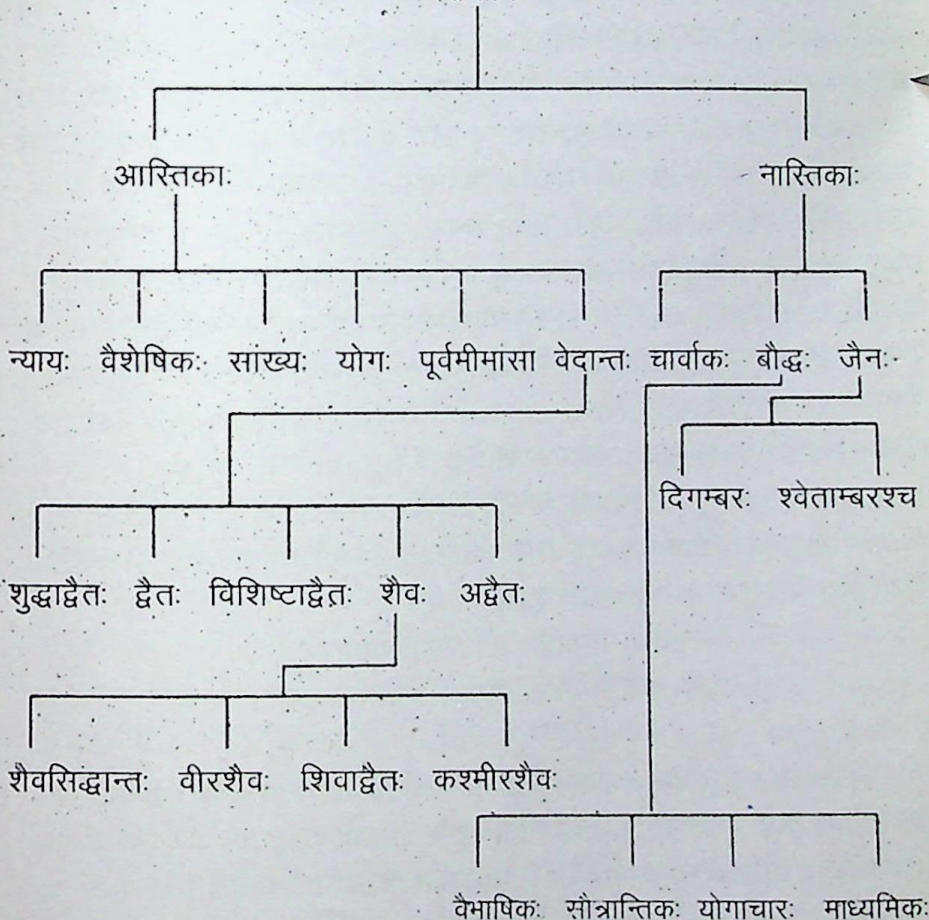 आस्तिकाः नास्तिकाः
न्यायः वैशेषिकः सांख्यः योगः पूर्वमीमांसा वेदान्तः चार्वाकः बौद्धः जैनः
दिगम्बरः श्वेताम्बरश्च
शुद्धाद्वैतः द्वैतः विशिष्टाद्वैतः शैवः अद्वैतः
शैवसिद्धान्तः वीरशैवः शिवाद्वैतः कश्मीरशैवः
वैभाषिकः सौत्रान्तिकः योगाचारः माध्यमिकः